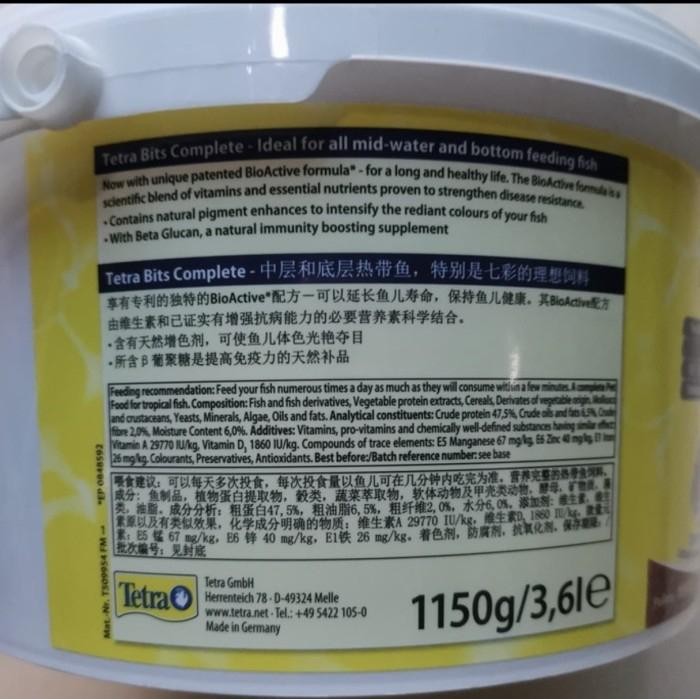 Tetra Bits Complete - Ideal for all mid-water and bottom feeding fish
Now with unique patented BioActive formula* - for a long and healthy life. The BioActive formula is a
scientific blend of vitamins and essential nutrients proven to strengthen disease resistance.
• Contains natural pigment enhances to intensify the rediant colours of your fish
• With Beta Glucan, a natural immunity boosting supplement
Tetra Bits Complete - 中层和底层热带鱼，特别是七彩的理想饲料
享有专利的独特的BioActive*配方一可以延长鱼儿寿命，保持鱼儿健康。其BioActive配方
由维生素和已证实有增强抗病能力的必要营养素科学结合。
• 含有天然增色剂，可使鱼儿体色光艳夺目
• 所含β葡聚糖是提高免疫力的天然补品
Feeding recommendation: Feed your fish numerous times a day as much as they will consume within a few minutes. A complete Pet
Food for tropical fish. Composition: Fish and fish derivatives, Vegetable protein extracts, Cereals, Derivates of vegetable origin, Molluscs
and crustaceans, Yeasts, Minerals, Algae, Oils and fats. Analytical constituents: Crude protein 47,5%, Crude oils and fats 6,5%, Crude
fibre 2,0%, Moisture Content 6,0%. Additives: Vitamins, pro-vitamins and chemically well-defined substances having similar effect:
Vitamin A 29770 IU/kg, Vitamin D₃ 1860 IU/kg. Compounds of trace elements: E5 Manganese 67 mg/kg, E6 Zinc 40 mg/kg, E1 Iron
26 mg/kg. Colourants, Preservatives, Antioxidants. Best before:/Batch reference number: see base
喂食建议：可以每天多次投食，每次投食量以鱼儿可在几分钟内吃完为准。营养完整的热带鱼饲料。
成分：鱼制品，植物蛋白提取物，谷类，蔬菜萃取物，软体动物及甲壳类动物，酵母，矿物质，藻
类，油脂。成分分析：粗蛋白47,5%，粗油脂6,5%，粗纤维2,0%，水分6,0%。添加剂：维生素，维生
素原以及有类似效果，化学成分明确的物质：维生素A 29770 IU/kg，维生素D₃ 1860 IU/kg。微量元
素：E5 锰 67 mg/kg，E6 锌 40 mg/kg，E1铁 26 mg/kg。着色剂，防腐剂，抗氧化剂。保存期限：/
批次编号：见封底
Mat.-Nr. T509954 FM — *EP 0848592
Tetra
Tetra GmbH
Herrenteich 78 · D-49324 Melle
www.tetra.net · Tel.: +49 5422 105-0
Made in Germany
1150g/3,6l e